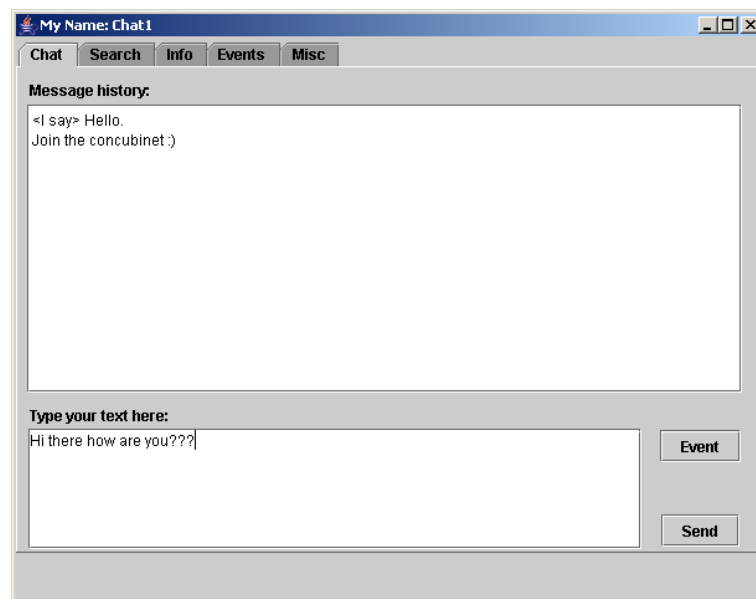 My Name: Chat1
Chat Search Info Events Misc
Message history:
<I say> Hello.
Join the concubinet :)
Type your text here:
Hi there how are you???
Event
Send